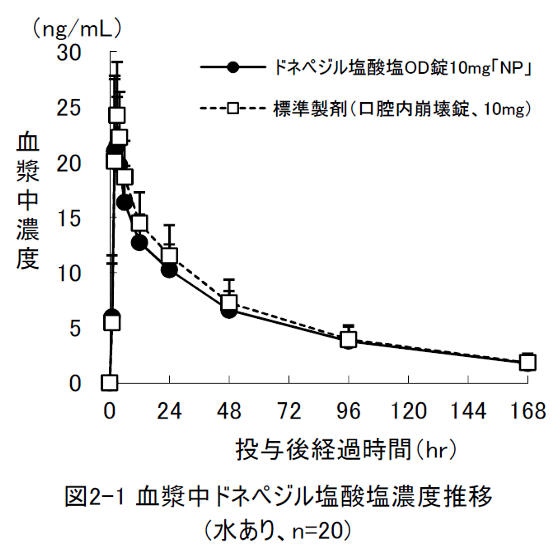 (ng/mL)
30
25
20
15
10
5
0
血漿中濃度
ドネペジル塩酸塩OD錠10mg「NP」
標準製剤(口腔内崩壊錠、10mg)
0 24 48 72 96 120 144 168
投与後経過時間(hr)
図2-1 血漿中ドネペジル塩酸塩濃度推移
(水あり、n=20)